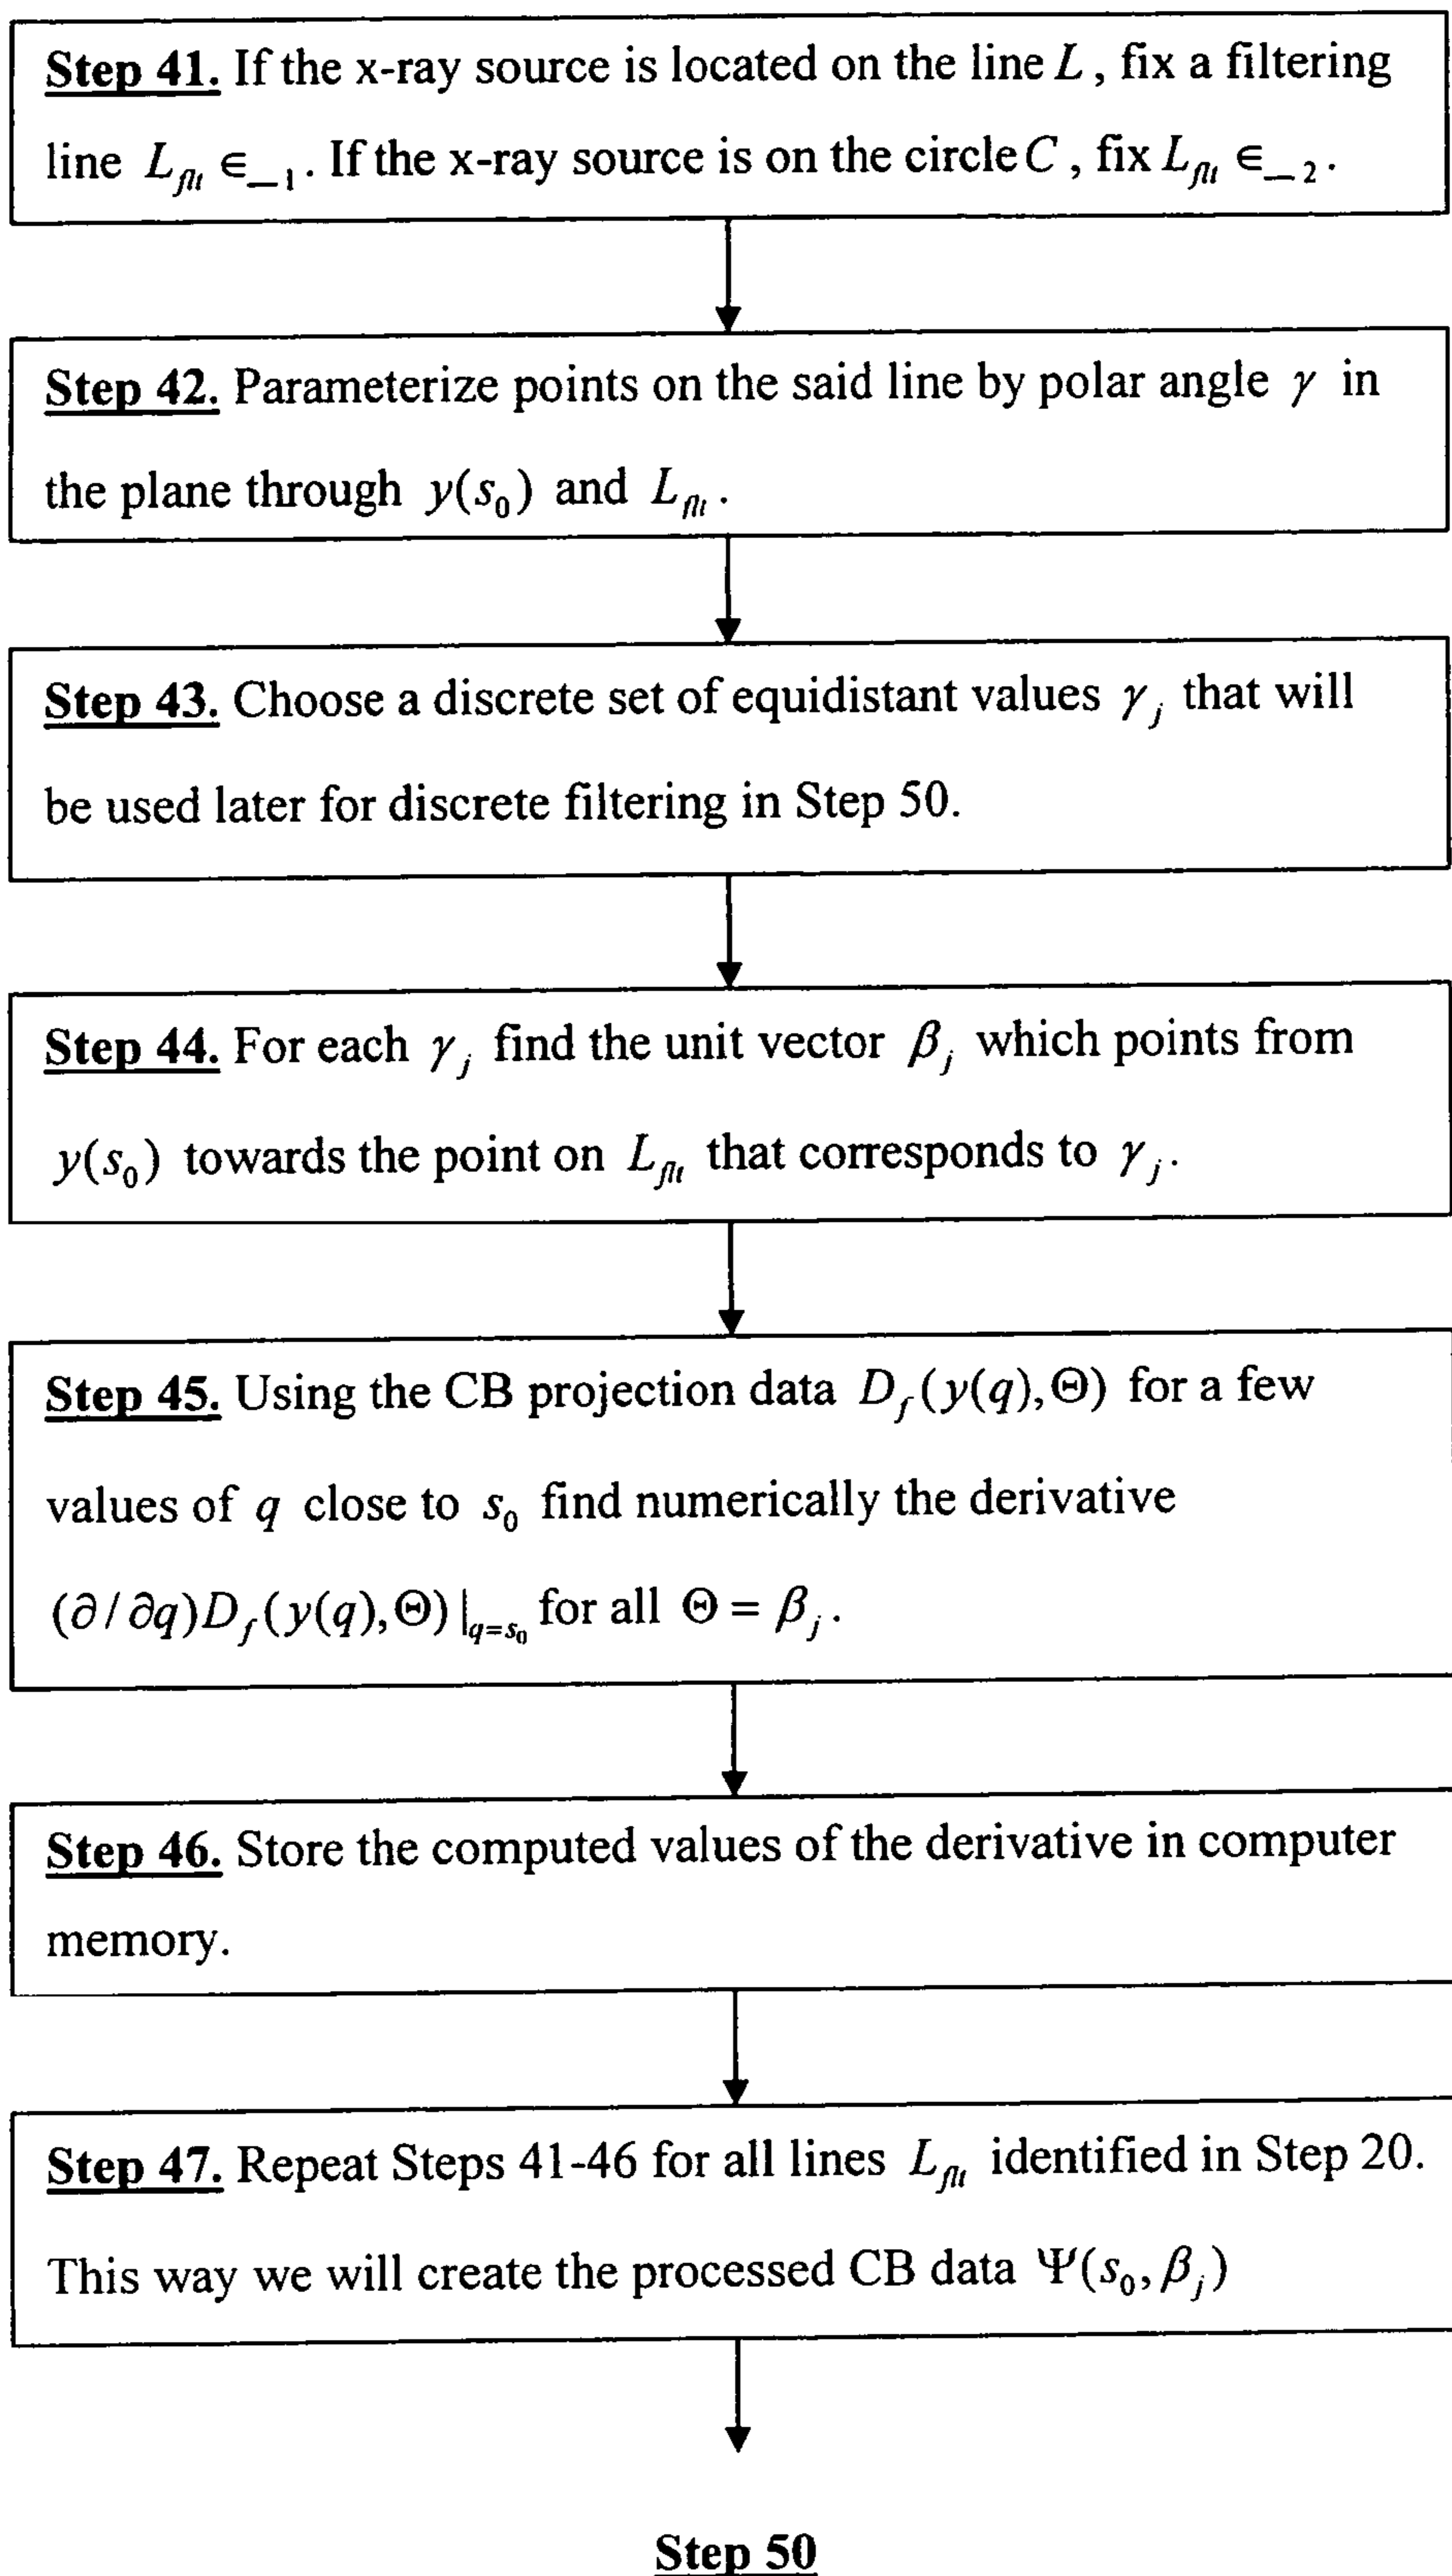 Step 41. If the x-ray source is located on the line L, fix a filtering
line L_flt ∈_1. If the x-ray source is on the circle C, fix L_flt ∈_2.
Step 42. Parameterize points on the said line by polar angle γ in
the plane through y(s₀) and L_flt.
Step 43. Choose a discrete set of equidistant values γ_j that will
be used later for discrete filtering in Step 50.
Step 44. For each γ_j find the unit vector β_j which points from
y(s₀) towards the point on L_flt that corresponds to γ_j.
Step 45. Using the CB projection data D_f(y(q),Θ) for a few
values of q close to s₀ find numerically the derivative
(∂/∂q)D_f(y(q),Θ)|_{q=s₀} for all Θ = β_j.
Step 46. Store the computed values of the derivative in computer
memory.
Step 47. Repeat Steps 41-46 for all lines L_flt identified in Step 20.
This way we will create the processed CB data Ψ(s₀,β_j)
Step 50